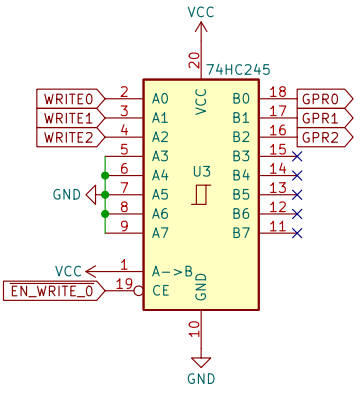 VCC
20
74HC245
WRITE0 2 A0 VCC B0 18 GPR0
WRITE1 3 A1 B1 17 GPR1
WRITE2 4 A2 B2 16 GPR2
5 A3 B3 15
6 A4 U3 B4 14
GND 7 A5 B5 13
8 A6 B6 12
9 A7 B7 11
VCC 1 A->B
EN_WRITE_0 19 CE GND
10
GND